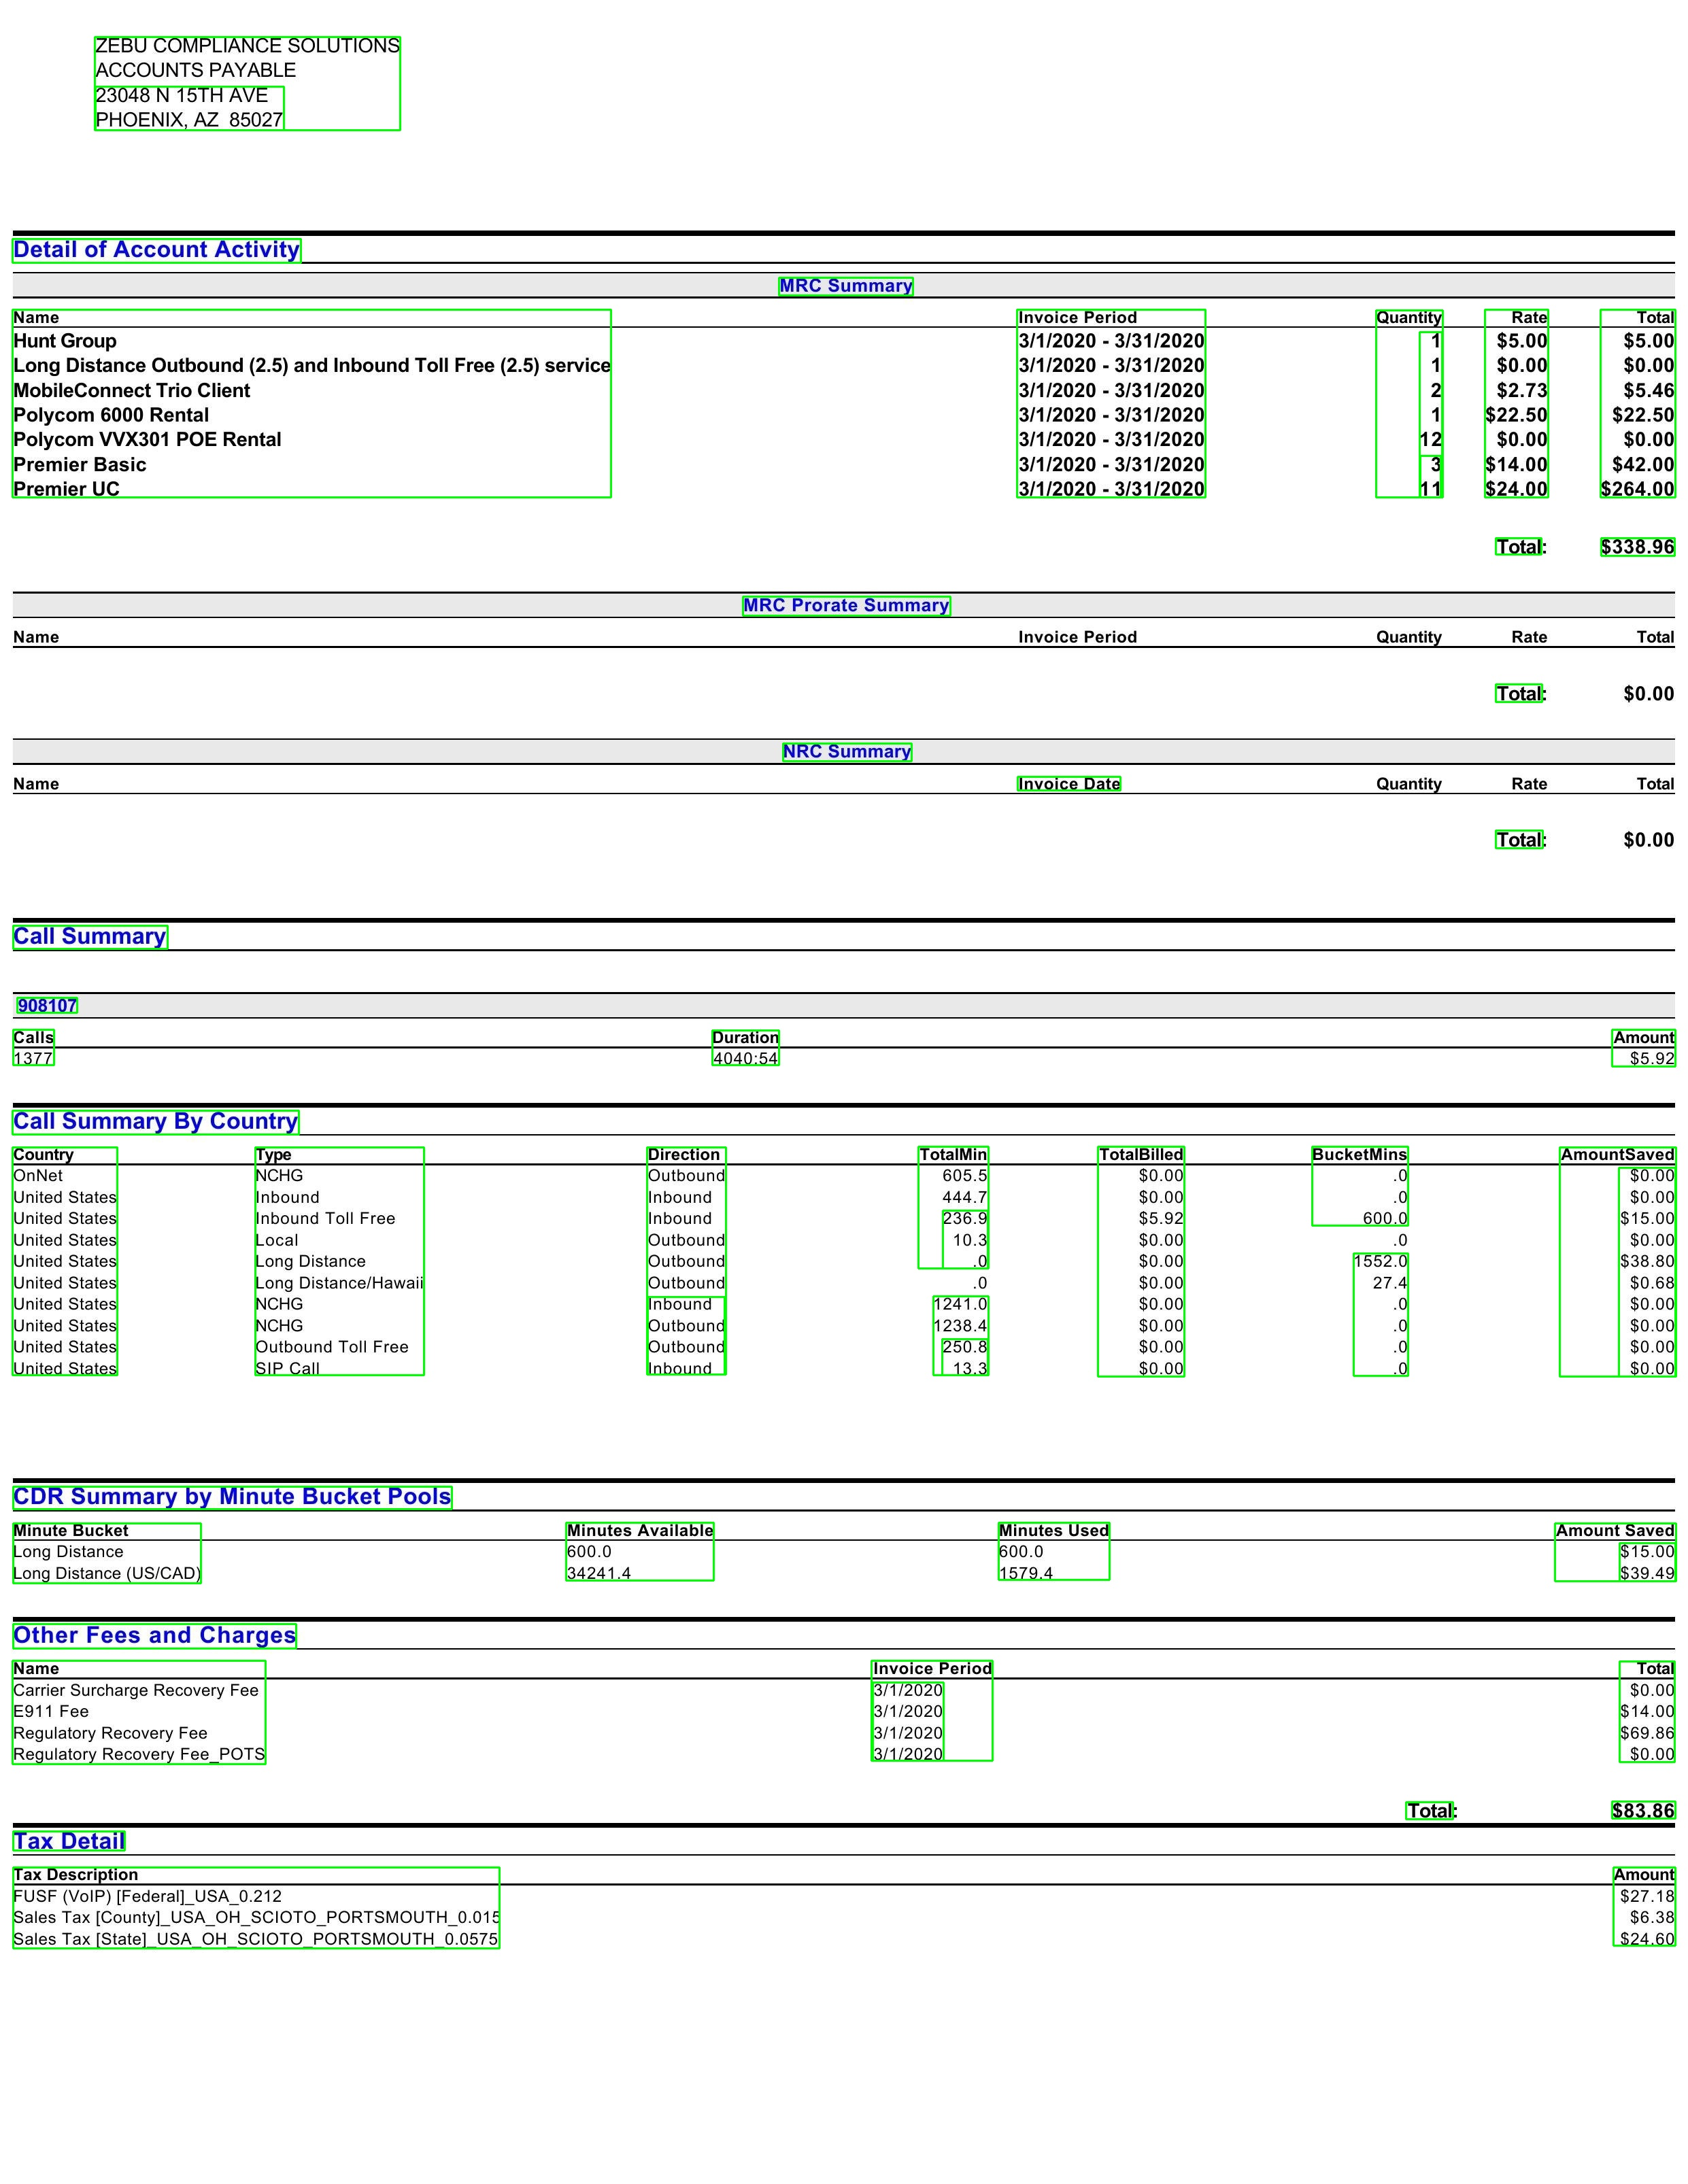 ZEBU COMPLIANCE SOLUTIONS
ACCOUNTS PAYABLE
23048 N 15TH AVE
PHOENIX, AZ  85027
Detail of Account Activity
MRC Summary
Name Invoice Period Quantity Rate Total
Hunt Group 3/1/2020 - 3/31/2020 1 $5.00 $5.00
Long Distance Outbound (2.5) and Inbound Toll Free (2.5) service 3/1/2020 - 3/31/2020 1 $0.00 $0.00
MobileConnect Trio Client 3/1/2020 - 3/31/2020 2 $2.73 $5.46
Polycom 6000 Rental 3/1/2020 - 3/31/2020 1 $22.50 $22.50
Polycom VVX301 POE Rental 3/1/2020 - 3/31/2020 12 $0.00 $0.00
Premier Basic 3/1/2020 - 3/31/2020 3 $14.00 $42.00
Premier UC 3/1/2020 - 3/31/2020 11 $24.00 $264.00
Total: $338.96
MRC Prorate Summary
Name Invoice Period Quantity Rate Total
Total: $0.00
NRC Summary
Name Invoice Date Quantity Rate Total
Total: $0.00
Call Summary
908107
Calls Duration Amount
1377 4040:54 $5.92
Call Summary By Country
Country Type Direction TotalMin TotalBilled BucketMins AmountSaved
OnNet NCHG Outbound 605.5 $0.00 .0 $0.00
United States Inbound Inbound 444.7 $0.00 .0 $0.00
United States Inbound Toll Free Inbound 236.9 $5.92 600.0 $15.00
United States Local Outbound 10.3 $0.00 .0 $0.00
United States Long Distance Outbound .0 $0.00 1552.0 $38.80
United States Long Distance/Hawaii Outbound .0 $0.00 27.4 $0.68
United States NCHG Inbound 1241.0 $0.00 .0 $0.00
United States NCHG Outbound 1238.4 $0.00 .0 $0.00
United States Outbound Toll Free Outbound 250.8 $0.00 .0 $0.00
United States SIP Call Inbound 13.3 $0.00 .0 $0.00
CDR Summary by Minute Bucket Pools
Minute Bucket Minutes Available Minutes Used Amount Saved
Long Distance 600.0 600.0 $15.00
Long Distance (US/CAD) 34241.4 1579.4 $39.49
Other Fees and Charges
Name Invoice Period Total
Carrier Surcharge Recovery Fee 3/1/2020 $0.00
E911 Fee 3/1/2020 $14.00
Regulatory Recovery Fee 3/1/2020 $69.86
Regulatory Recovery Fee_POTS 3/1/2020 $0.00
Total: $83.86
Tax Detail
Tax Description Amount
FUSF (VoIP) [Federal]_USA_0.212 $27.18
Sales Tax [County]_USA_OH_SCIOTO_PORTSMOUTH_0.015 $6.38
Sales Tax [State]_USA_OH_SCIOTO_PORTSMOUTH_0.0575 $24.60